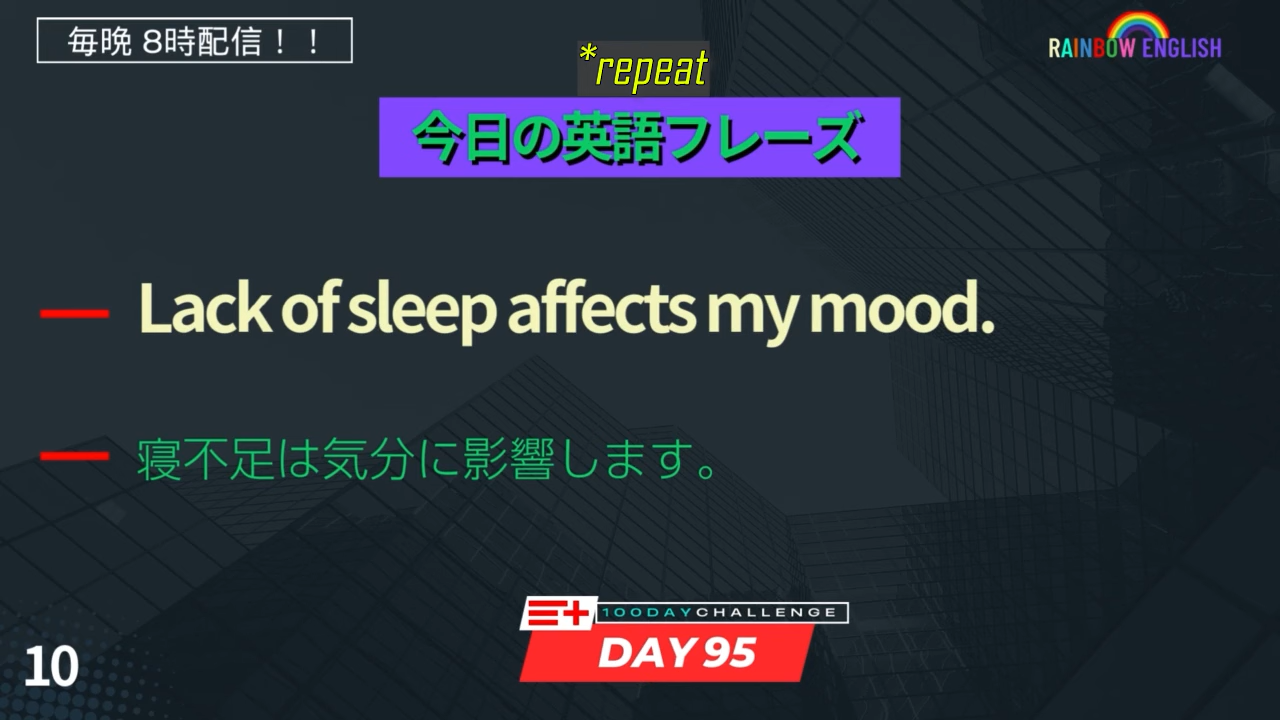 毎晩 8時配信！！
RAINBOW ENGLISH
*repeat
今日の英語フレーズ
Lack of sleep affects my mood.
寝不足は気分に影響します。
100DAYCHALLENGE
DAY 95
10